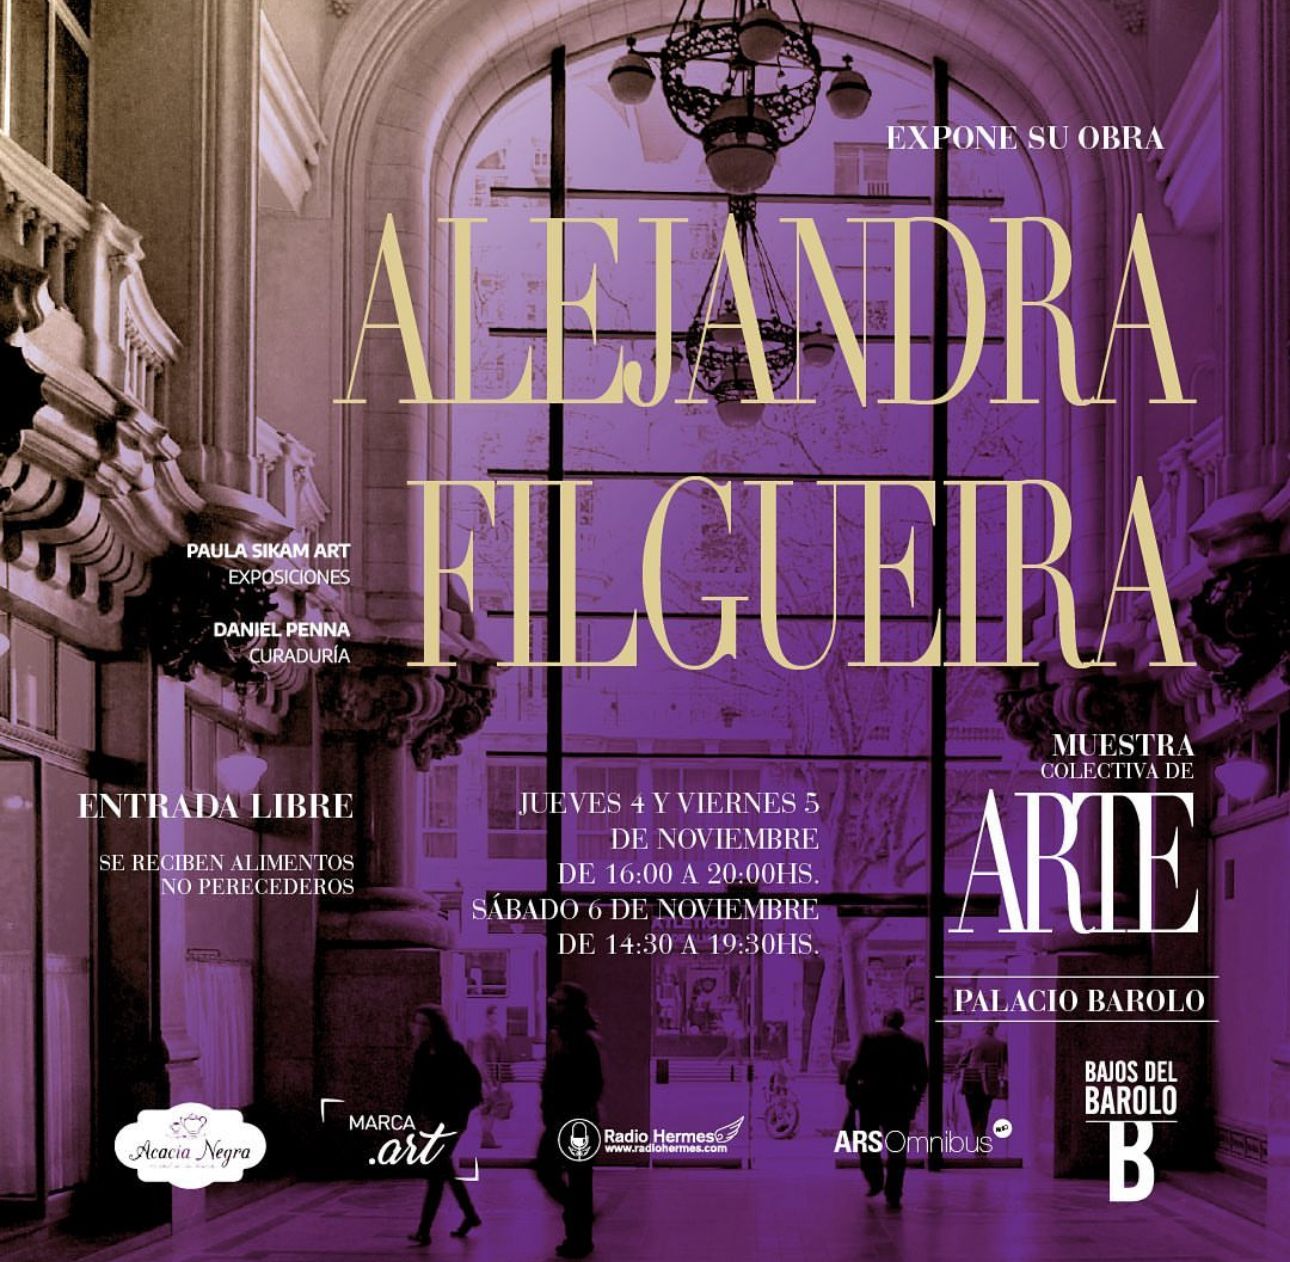 EXPONE SU OBRA
ALEJANDRA
FILGUEIRA
PAULA SIKAM ART
EXPOSICIONES
DANIEL PENNA
CURADURÍA
MUESTRA
COLECTIVA DE
ARTE
PALACIO BAROLO
ENTRADA LIBRE
SE RECIBEN ALIMENTOS
NO PERECEDEROS
JUEVES 4 Y VIERNES 5
DE NOVIEMBRE
DE 16:00 A 20:00HS.
SÁBADO 6 DE NOVIEMBRE
DE 14:30 A 19:30HS.
ATLETICO
BAJOS DEL
BAROLO
B
Acacia Negra
MARCA
.art
Radio Hermes
www.radiohermes.com
ARSOmnibus